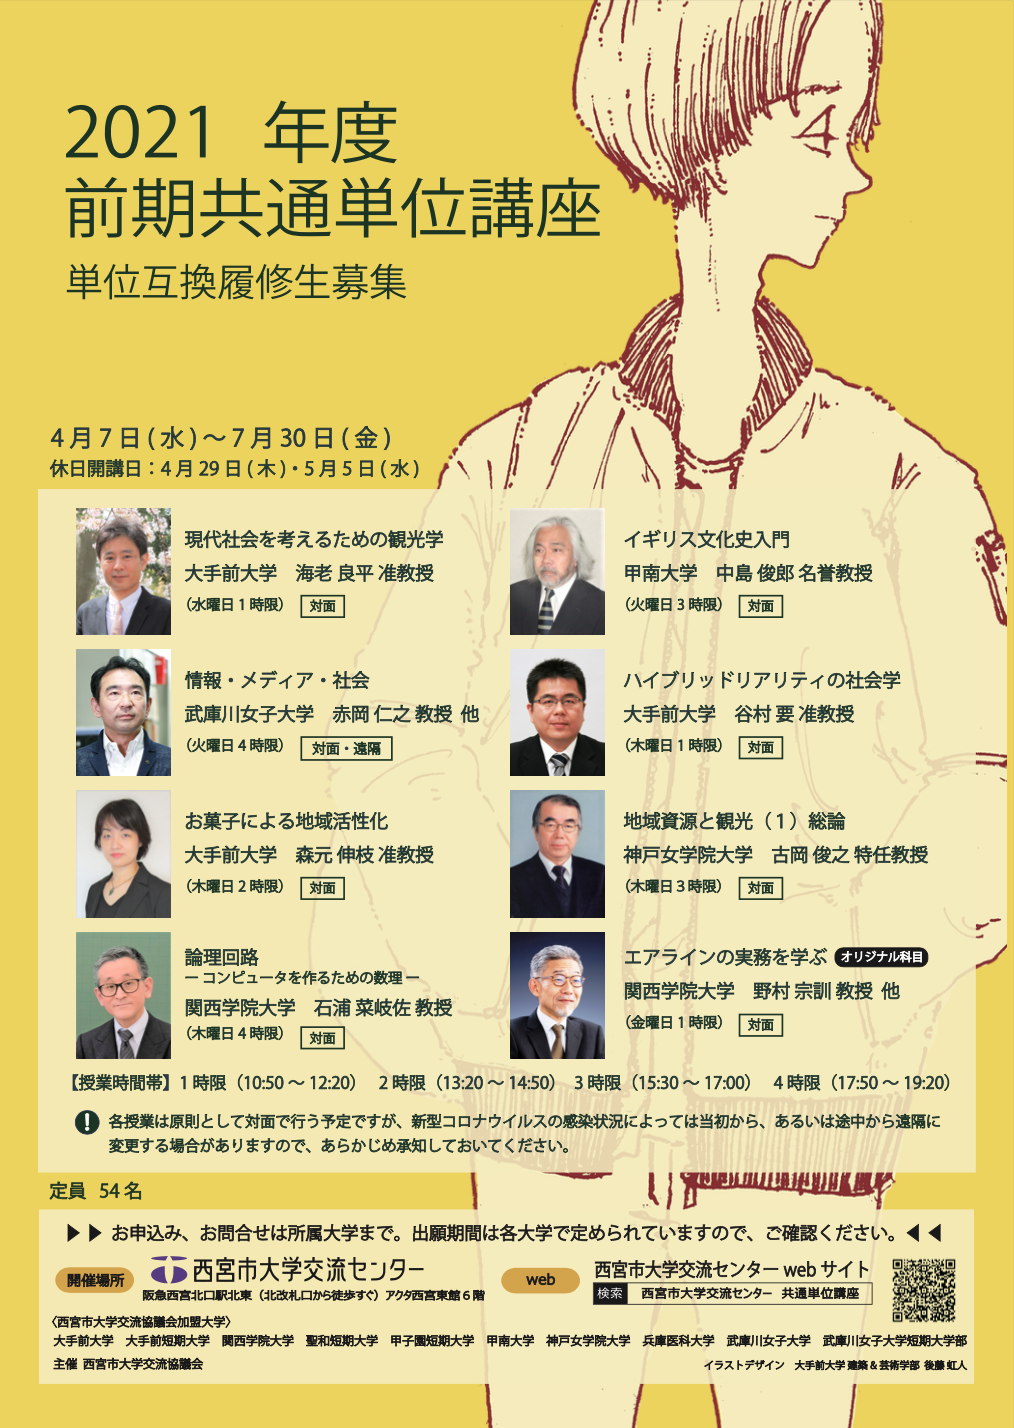 2021 年度
前期共通単位講座
単位互換履修生募集
4 月 7 日 ( 水 ) ～ 7 月 30 日 ( 金 )
休日開講日：4 月 29 日 ( 木 )・5 月 5 日 ( 水 )
現代社会を考えるための観光学
大手前大学　海老 良平 准教授
（水曜日 1 時限） 対面
イギリス文化史入門
甲南大学　中島 俊郎 名誉教授
（火曜日 3 時限） 対面
情報・メディア・社会
武庫川女子大学　赤岡 仁之 教授 他
（火曜日 4 時限） 対面・遠隔
ハイブリッドリアリティの社会学
大手前大学　谷村 要 准教授
（木曜日 1 時限） 対面
お菓子による地域活性化
大手前大学　森元 伸枝 准教授
（木曜日 2 時限） 対面
地域資源と観光（1）総論
神戸女学院大学　古岡 俊之 特任教授
（木曜日 3 時限） 対面
論理回路
ー コンピュータを作るための数理 ー
関西学院大学　石浦 菜岐佐 教授
（木曜日 4 時限） 対面
エアラインの実務を学ぶ オリジナル科目
関西学院大学　野村 宗訓 教授 他
（金曜日 1 時限） 対面
【授業時間帯】1 時限（10:50 ～ 12:20）　2 時限（13:20 ～ 14:50）　3 時限（15:30 ～ 17:00）　4 時限（17:50 ～ 19:20）
各授業は原則として対面で行う予定ですが、新型コロナウイルスの感染状況によっては当初から、あるいは途中から遠隔に
変更する場合がありますので、あらかじめ承知しておいてください。
定員　54 名
▶▶ お申込み、お問合せは所属大学まで。出願期間は各大学で定められていますので、ご確認ください。◀◀
開催場所 西宮市大学交流センター
阪急西宮北口駅北東（北改札口から徒歩すぐ）アクタ西宮東館 6 階
web 西宮市大学交流センター web サイト
検索 西宮市大学交流センター　共通単位講座
〈西宮市大学交流協議会加盟大学〉
大手前大学　大手前短期大学　関西学院大学　聖和短期大学　甲子園短期大学　甲南大学　神戸女学院大学　兵庫医科大学　武庫川女子大学　武庫川女子大学短期大学部
主催 西宮市大学交流協議会
イラストデザイン　大手前大学 建築 & 芸術学部 後藤 虹人